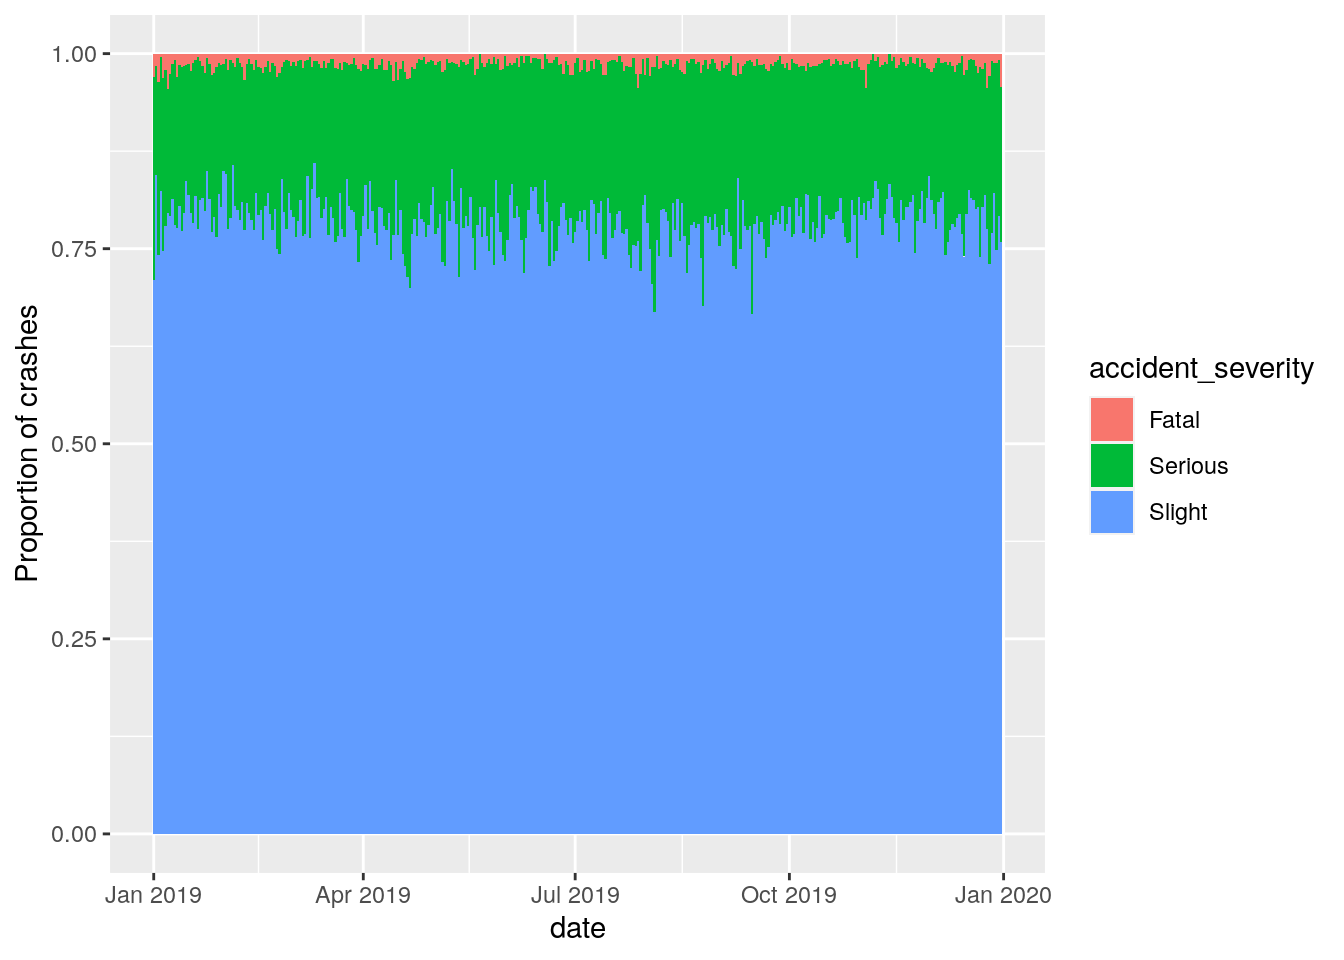 1.00
0.75
0.50
0.25
0.00
Proportion of crashes
Jan 2019 Apr 2019 Jul 2019 Oct 2019 Jan 2020
date
accident_severity
Fatal
Serious
Slight